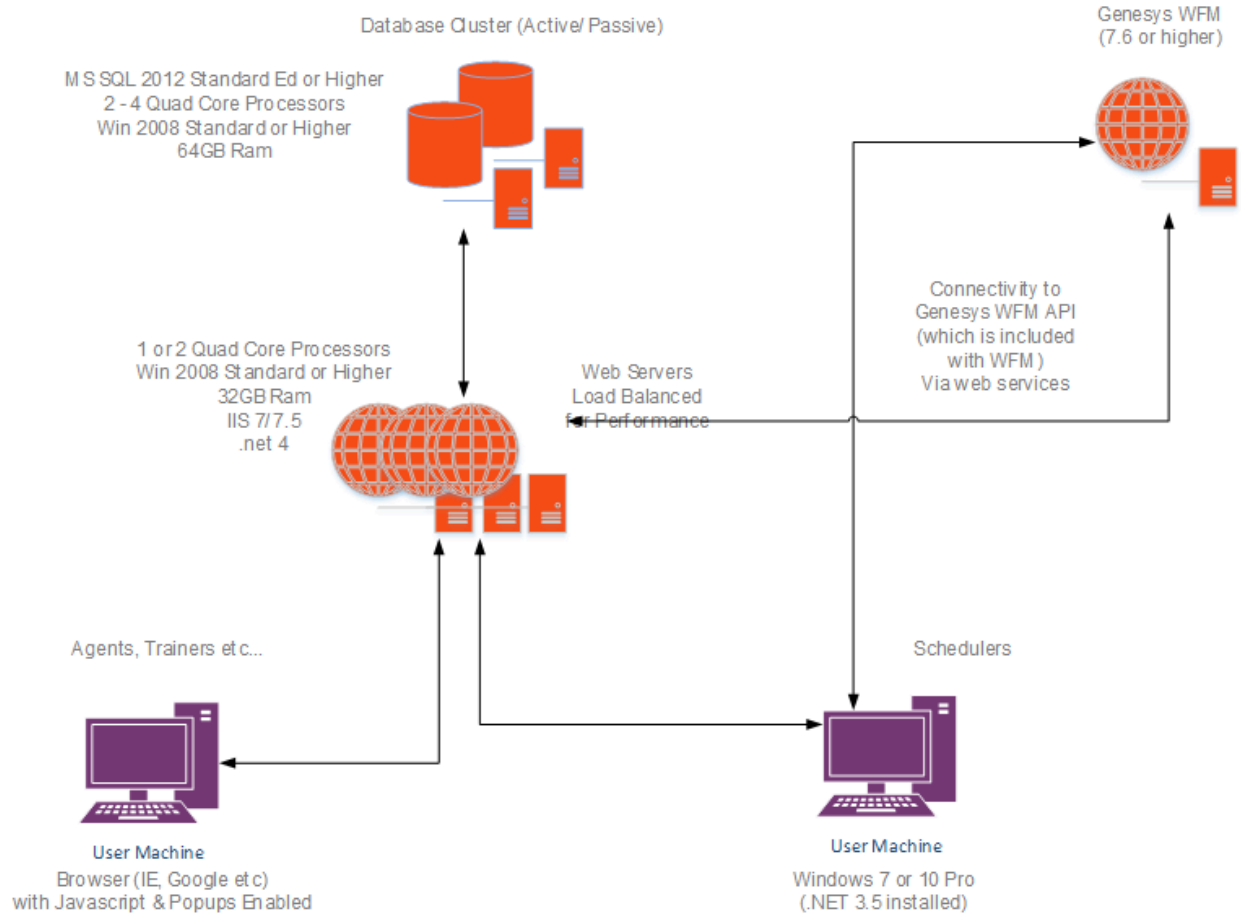 Database Cluster (Active/Passive)
MS SQL 2012 Standard Ed or Higher
2 - 4 Quad Core Processors
Win 2008 Standard or Higher
64GB Ram
Genesys WFM
(7.6 or higher)
Connectivity to
Genesys WFM API
(which is included
with WFM)
Via web services
1 or 2 Quad Core Processors
Win 2008 Standard or Higher
32GB Ram
IIS 7/7.5
.net 4
Web Servers
Load Balanced
for Performance
Agents, Trainers etc...
User Machine
Browser (IE, Google etc)
with Javascript & Popups Enabled
Schedulers
User Machine
Windows 7 or 10 Pro
(.NET 3.5 installed)